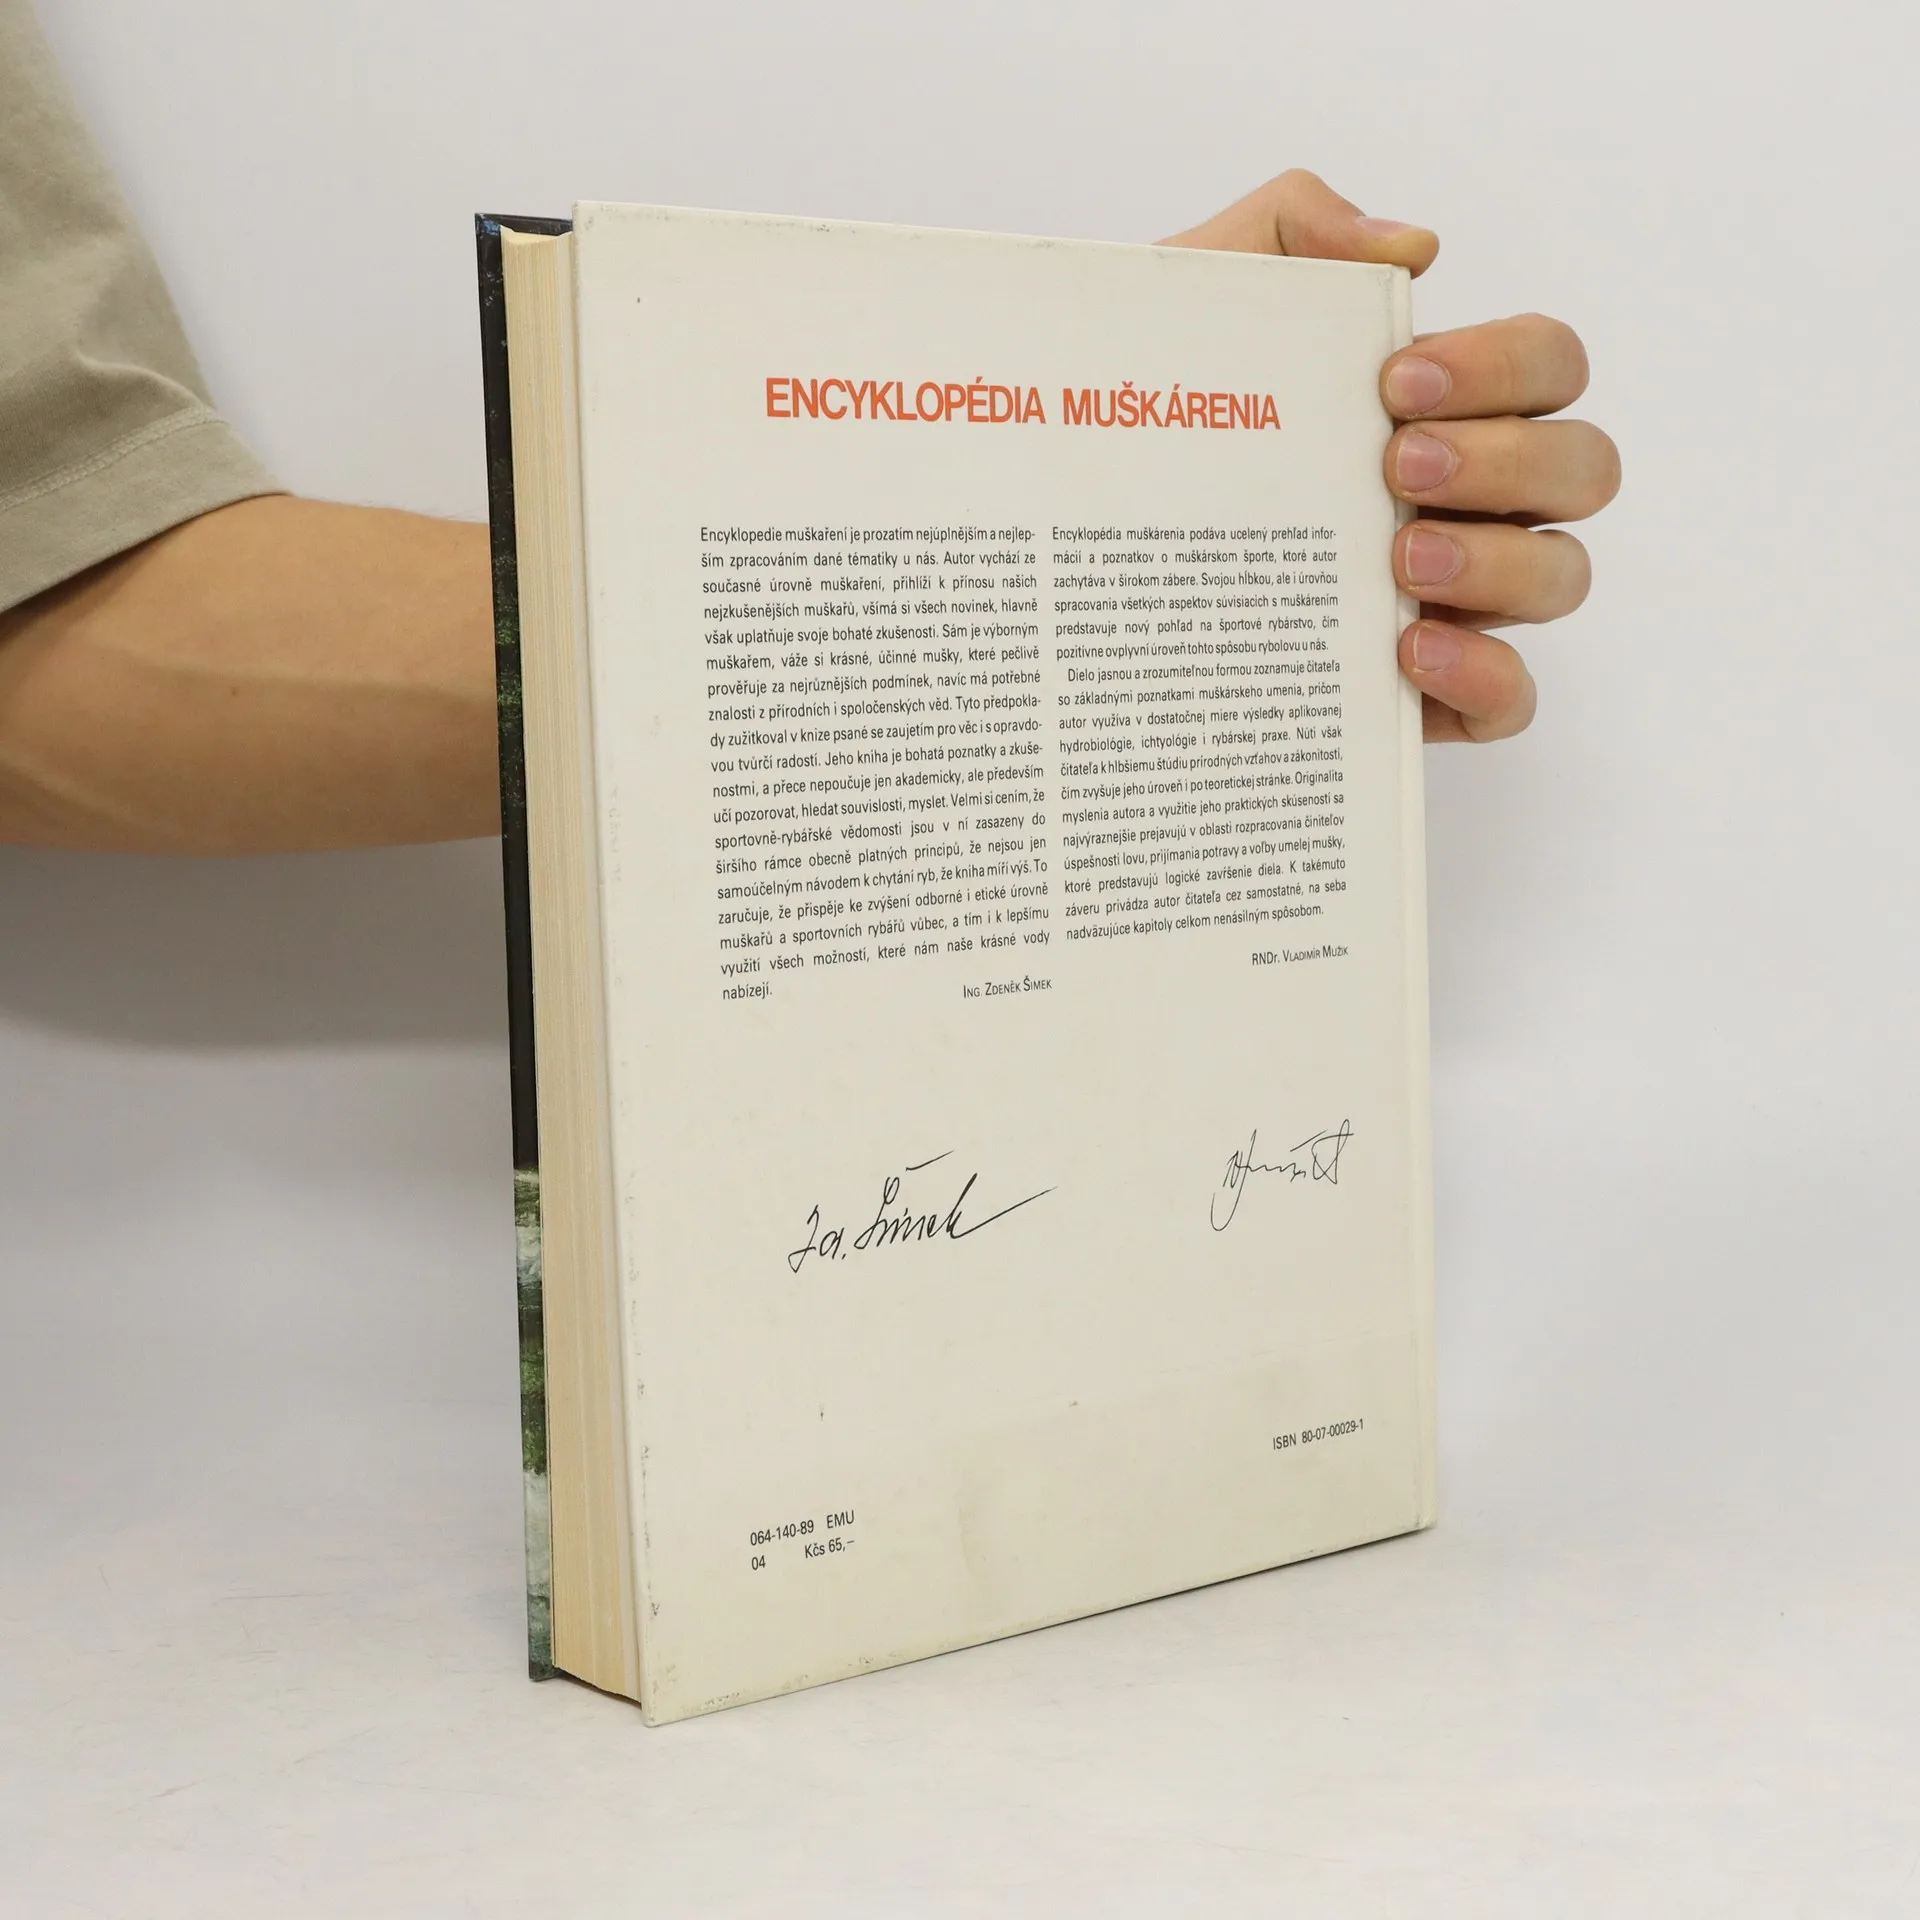 ENCYKLOPÉDIA MUŠKÁRENIA
Encyklopedie muškaření je prozatím nejúplnějším a nejlep-
ším zpracováním dané tématiky u nás. Autor vychází ze
současné úrovně muškaření, přihlíží k přínosu našich
nejzkušenějších muškařů, všímá si všech novinek, hlavně
však uplatňuje svoje bohaté zkušenosti. Sám je výborným
muškařem, váže si krásné, účinné mušky, které pečlivě
prověřuje za nejrůznějších podmínek, navíc má potřebné
znalosti z přírodních i spoločenských věd. Tyto předpokla-
dy zužitkoval v knize psané se zaujetím pro věc i s opravdo-
vou tvůrčí radostí. Jeho kniha je bohatá poznatky a zkuše-
nostmi, a přece nepoučuje jen akademicky, ale především
učí pozorovat, hledat souvislosti, myslet. Velmi si cením, že
sportovně-rybářské vědomosti jsou v ní zasazeny do
širšího rámce obecně platných principů, že nejsou jen
samoúčelným návodem k chytání ryb, že kniha míří výš. To
zaručuje, že přispěje ke zvýšení odborné i etické úrovně
muškařů a sportovních rybářů vůbec, a tím i k lepšímu
využití všech možností, které nám naše krásné vody
nabízejí.
ING. ZDENĚK ŠIMEK
Encyklopédia muškárenia podáva ucelený prehľad infor-
mácií a poznatkov o muškárskom športe, ktoré autor
zachytáva v širokom zábere. Svojou hĺbkou, ale i úrovňou
spracovania všetkých aspektov súvisiacich s muškárením
predstavuje nový pohľad na športové rybárstvo, čím
pozitívne ovplyvní úroveň tohto spôsobu rybolovu u nás.
Dielo jasnou a zrozumiteľnou formou zoznamuje čitateľa
so základnými poznatkami muškárskeho umenia, pričom
autor využíva v dostatočnej miere výsledky aplikovanej
hydrobiológie, ichtyológie i rybárskej praxe. Núti však
čitateľa k hlbšiemu štúdiu prírodných vzťahov a zákonitostí,
čím zvyšuje jeho úroveň i po teoretickej stránke. Originalita
myslenia autora a využitie jeho praktických skúseností sa
najvýraznejšie prejavujú v oblasti rozpracovania činiteľov
úspešnosti lovu, prijímania potravy a voľby umelej mušky,
ktoré predstavujú logické zavŕšenie diela. K takémuto
záveru privádza autor čitateľa cez samostatné, na seba
nadväzujúce kapitoly celkom nenásilným spôsobom.
RNDr. VLADIMÍR MUŽIK
Zd. Šimek
ISBN 80-07-00029-1
064-140-89 EMU
04 Kčs 65,–